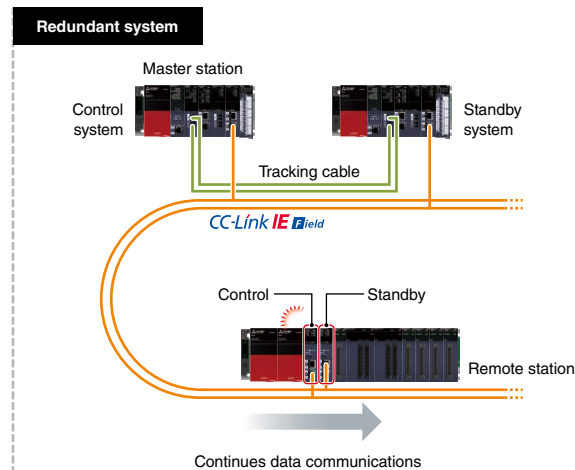 Redundant system
Master station
Control
system
Standby
system
Tracking cable
CC-Link IE Field
Control
Standby
Remote station
Continues data communications